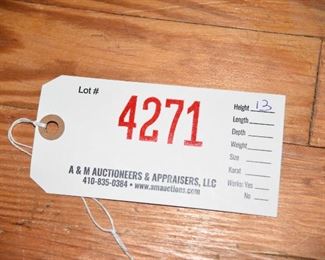 Lot #
4271
Height 13
Length
Depth
Weight
Size
Karat
Works: Yes
No
A & M AUCTIONEERS & APPRAISERS, LLC
410-835-0384 • www.amauctions.com